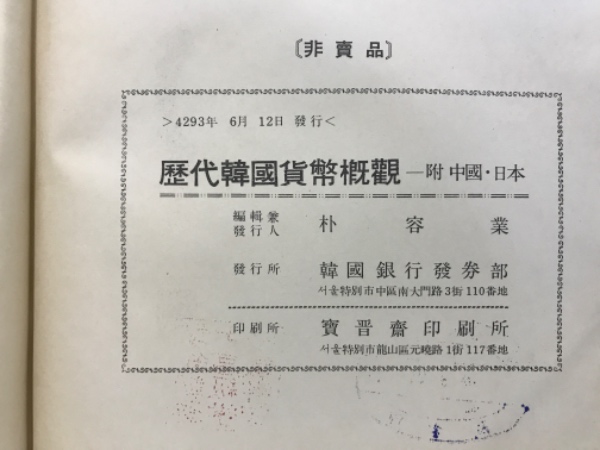 〔非賣品〕
>4293年 6月 12日 發行<
歷代韓國貨幣槪觀—附 中國·日本
編輯兼
發行人 朴容業
發行所 韓國銀行發券部
서울特別市中區南大門路3街110番地
印刷所 寶晋齋印刷所
서울特別市龍山區元曉路1街117番地